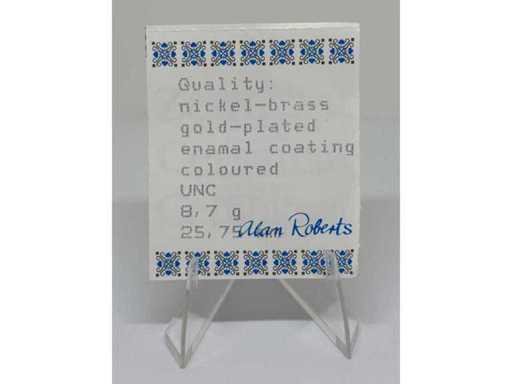 Quality:
nickel-brass
gold-plated
enamal coating
coloured
UNC
8,7 g
25,75
Alan Roberts